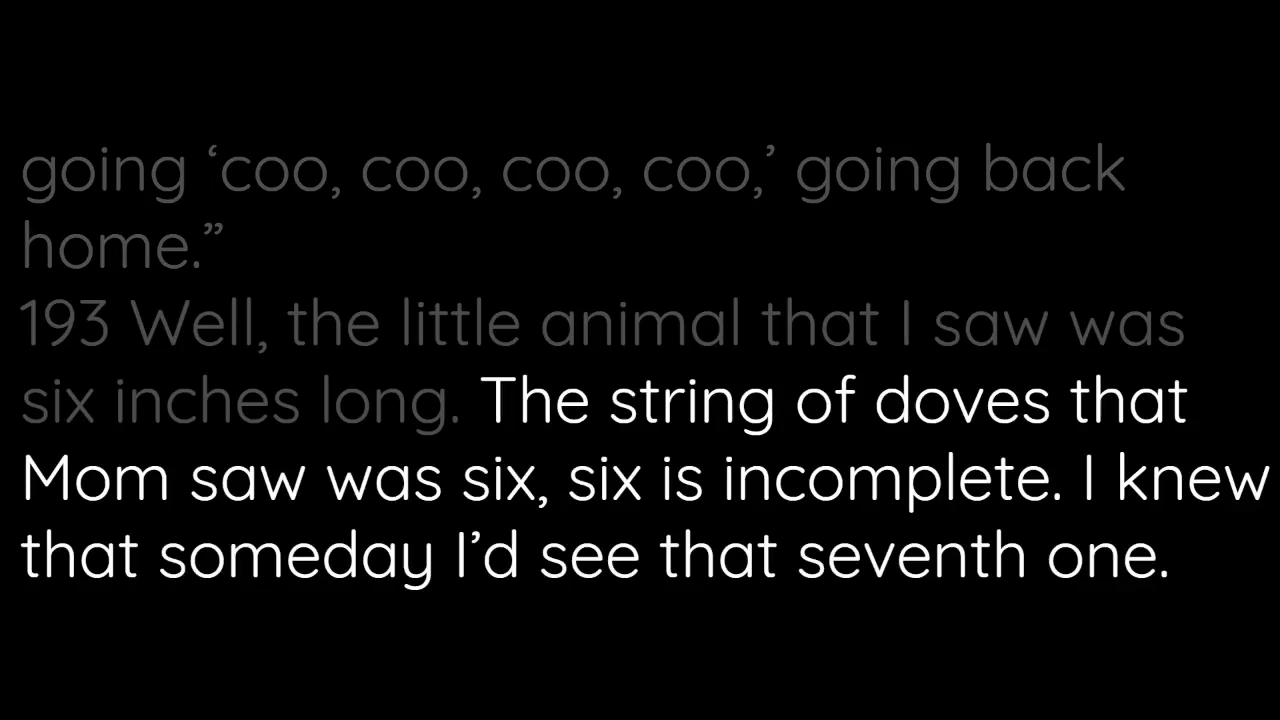 going ‘coo, coo, coo, coo,’ going back
home.”
193 Well, the little animal that I saw was
six inches long. The string of doves that
Mom saw was six, six is incomplete. I knew
that someday I’d see that seventh one.